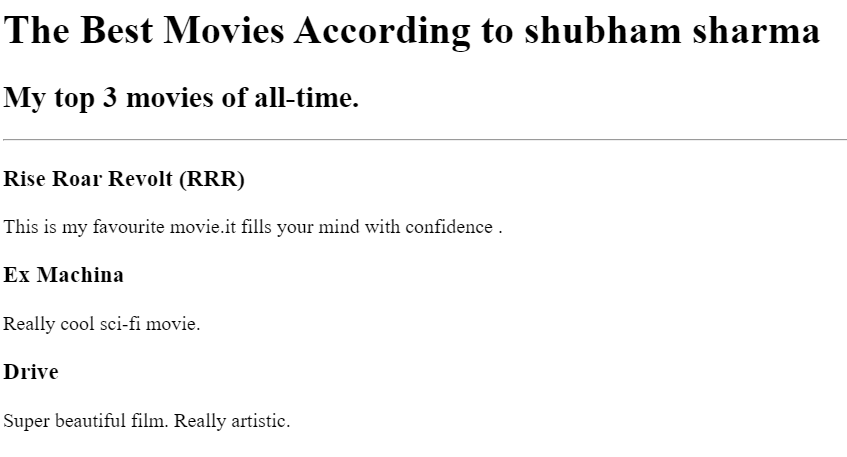 The Best Movies According to shubham sharma
My top 3 movies of all-time.
Rise Roar Revolt (RRR)
This is my favourite movie.it fills your mind with confidence .
Ex Machina
Really cool sci-fi movie.
Drive
Super beautiful film. Really artistic.